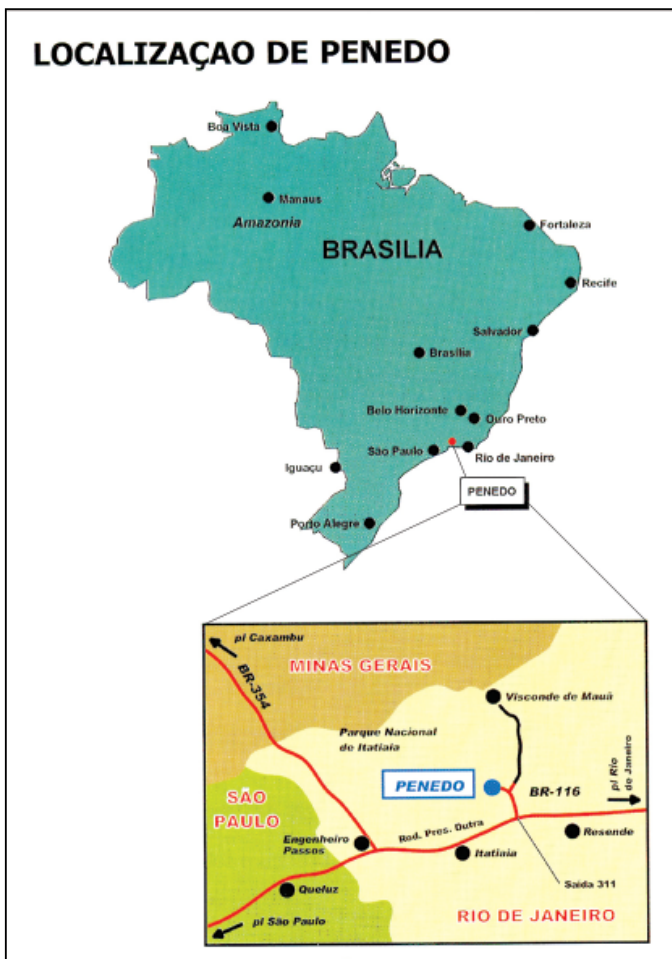 LOCALIZAÇAO DE PENEDO
Boa Vista
Manaus
Amazonia
Fortaleza
BRASILIA
Recife
Salvador
Brasília
Belo Horizonte
Ouro Preto
São Paulo
Rio de Janeiro
Iguaçu
PENEDO
Porto Alegre
p/ Caxambu
MINAS GERAIS
BR-354
Visconde de Mauá
Parque Nacional
de Itatiaia
p/ Rio
de Janeiro
PENEDO
BR-116
SÃO
PAULO
Rod. Pres. Dutra
Engenheiro
Passos
Resende
Itatiaia
Saída 311
Queluz
p/ São Paulo
RIO DE JANEIRO